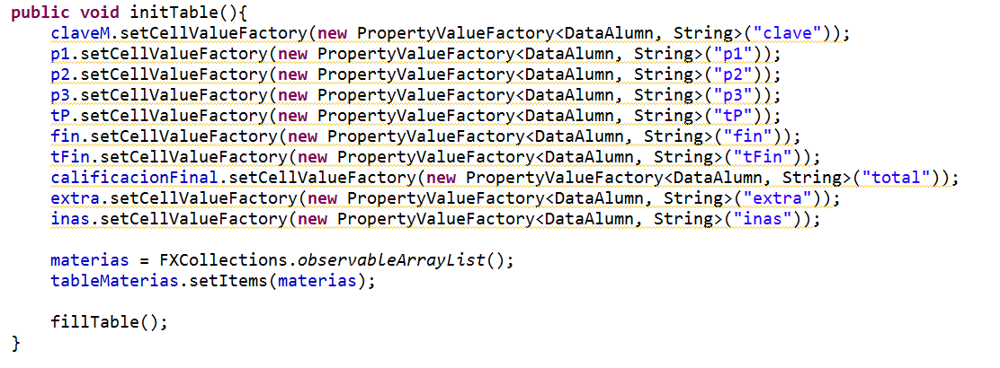 public void initTable(){
claveM.setCellValueFactory(new PropertyValueFactory<DataAlumn, String>("clave"));
p1.setCellValueFactory(new PropertyValueFactory<DataAlumn, String>("p1"));
p2.setCellValueFactory(new PropertyValueFactory<DataAlumn, String>("p2"));
p3.setCellValueFactory(new PropertyValueFactory<DataAlumn, String>("p3"));
tP.setCellValueFactory(new PropertyValueFactory<DataAlumn, String>("tP"));
fin.setCellValueFactory(new PropertyValueFactory<DataAlumn, String>("fin"));
tFin.setCellValueFactory(new PropertyValueFactory<DataAlumn, String>("tFin"));
calificacionFinal.setCellValueFactory(new PropertyValueFactory<DataAlumn, String>("total"));
extra.setCellValueFactory(new PropertyValueFactory<DataAlumn, String>("extra"));
inas.setCellValueFactory(new PropertyValueFactory<DataAlumn, String>("inas"));
materias = FXCollections.observableArrayList();
tableMaterias.setItems(materias);
fillTable();
}